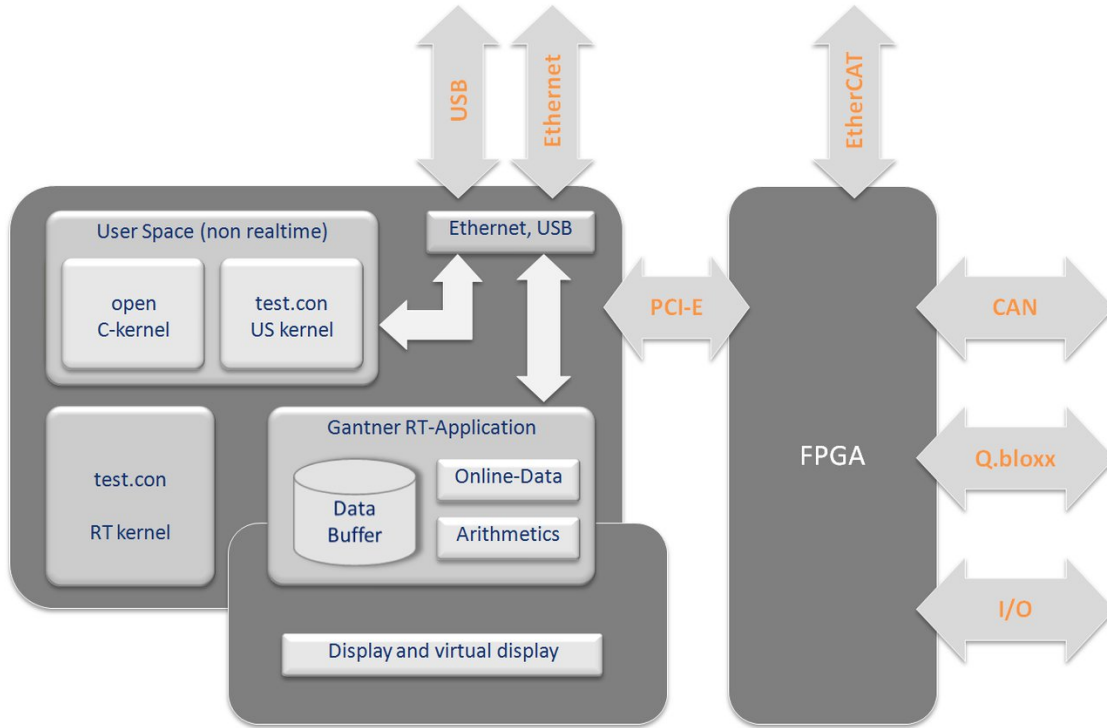 USB
Ethernet
EtherCAT
User Space (non realtime)
Ethernet, USB
open
C-kernel
test.con
US kernel
PCI-E
CAN
Gantner RT-Application
test.con
RT kernel
Data
Buffer
Online-Data
Arithmetics
FPGA
Q.bloxx
I/O
Display and virtual display